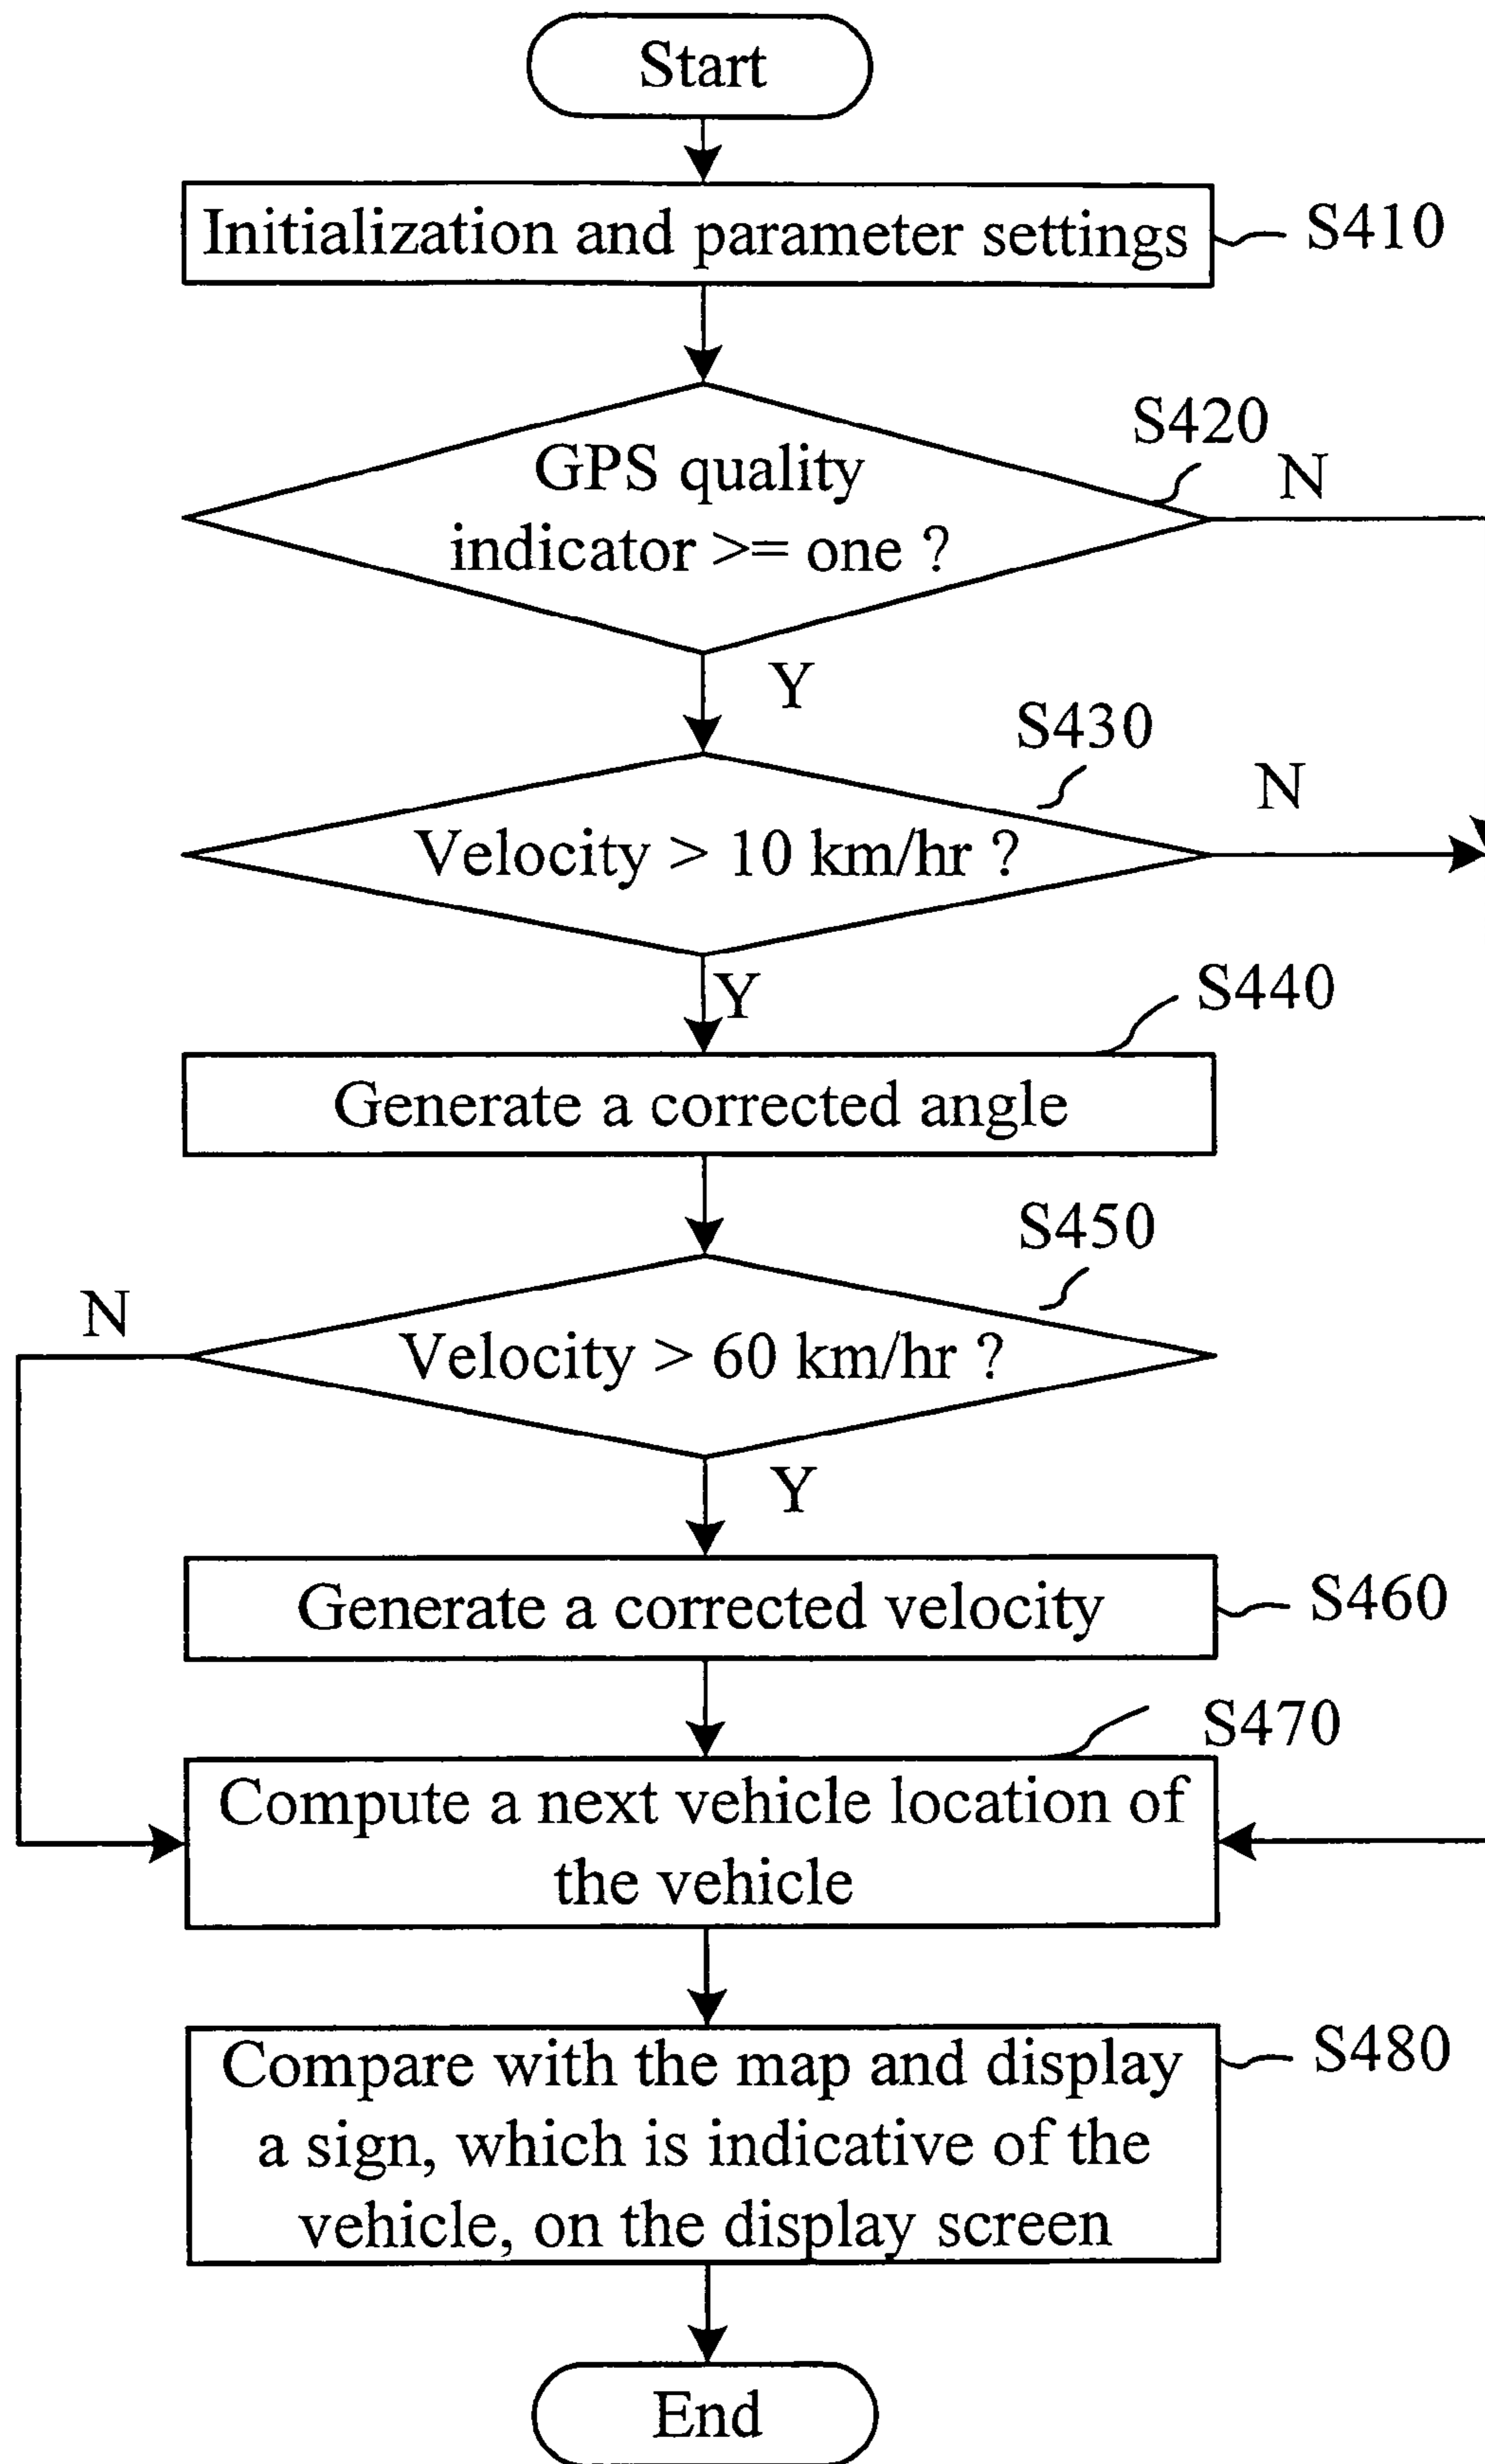 Start
Initialization and parameter settings
S410
S420
N
GPS quality
indicator >= one ?
Y
S430
N
Velocity > 10 km/hr ?
Y
S440
Generate a corrected angle
S450
N
Velocity > 60 km/hr ?
Y
Generate a corrected velocity
S460
S470
Compute a next vehicle location of
the vehicle
S480
Compare with the map and display
a sign, which is indicative of the
vehicle, on the display screen
End